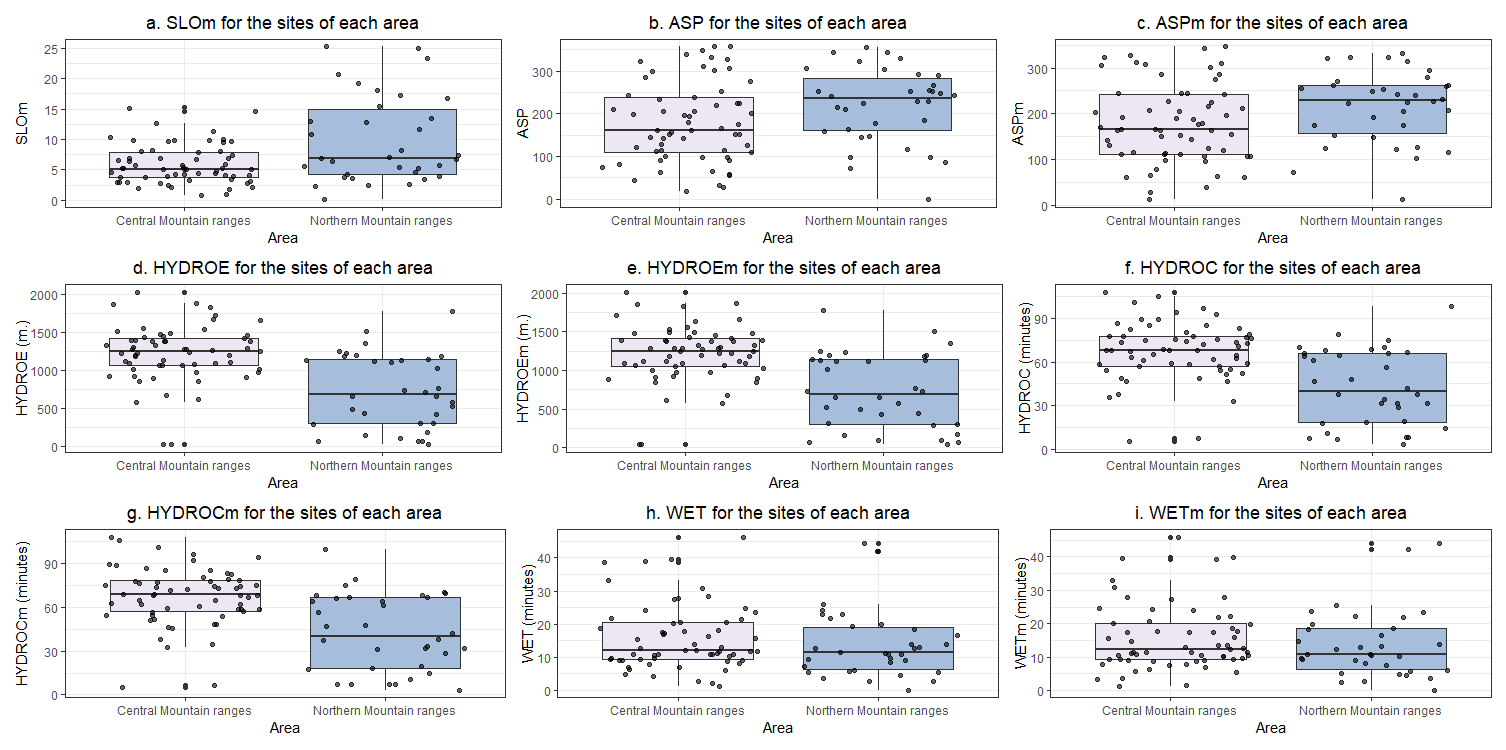 a. SLOm for the sites of each area
SLOm
25
20
15
10
5
0
Central Mountain ranges
Northern Mountain ranges
Area
b. ASP for the sites of each area
ASP
300
200
100
0
Central Mountain ranges
Northern Mountain ranges
Area
c. ASPm for the sites of each area
ASPm
300
200
100
0
Central Mountain ranges
Northern Mountain ranges
Area
d. HYDROE for the sites of each area
HYDROE (m.)
2000
1500
1000
500
0
Central Mountain ranges
Northern Mountain ranges
Area
e. HYDROEm for the sites of each area
HYDROEm (m.)
2000
1500
1000
500
0
Central Mountain ranges
Northern Mountain ranges
Area
f. HYDROC for the sites of each area
HYDROC (minutes)
90
60
30
0
Central Mountain ranges
Northern Mountain ranges
Area
g. HYDROCm for the sites of each area
HYDROCm (minutes)
90
60
30
0
Central Mountain ranges
Northern Mountain ranges
Area
h. WET for the sites of each area
WET (minutes)
40
30
20
10
0
Central Mountain ranges
Northern Mountain ranges
Area
i. WETm for the sites of each area
WETm (minutes)
40
30
20
10
0
Central Mountain ranges
Northern Mountain ranges
Area